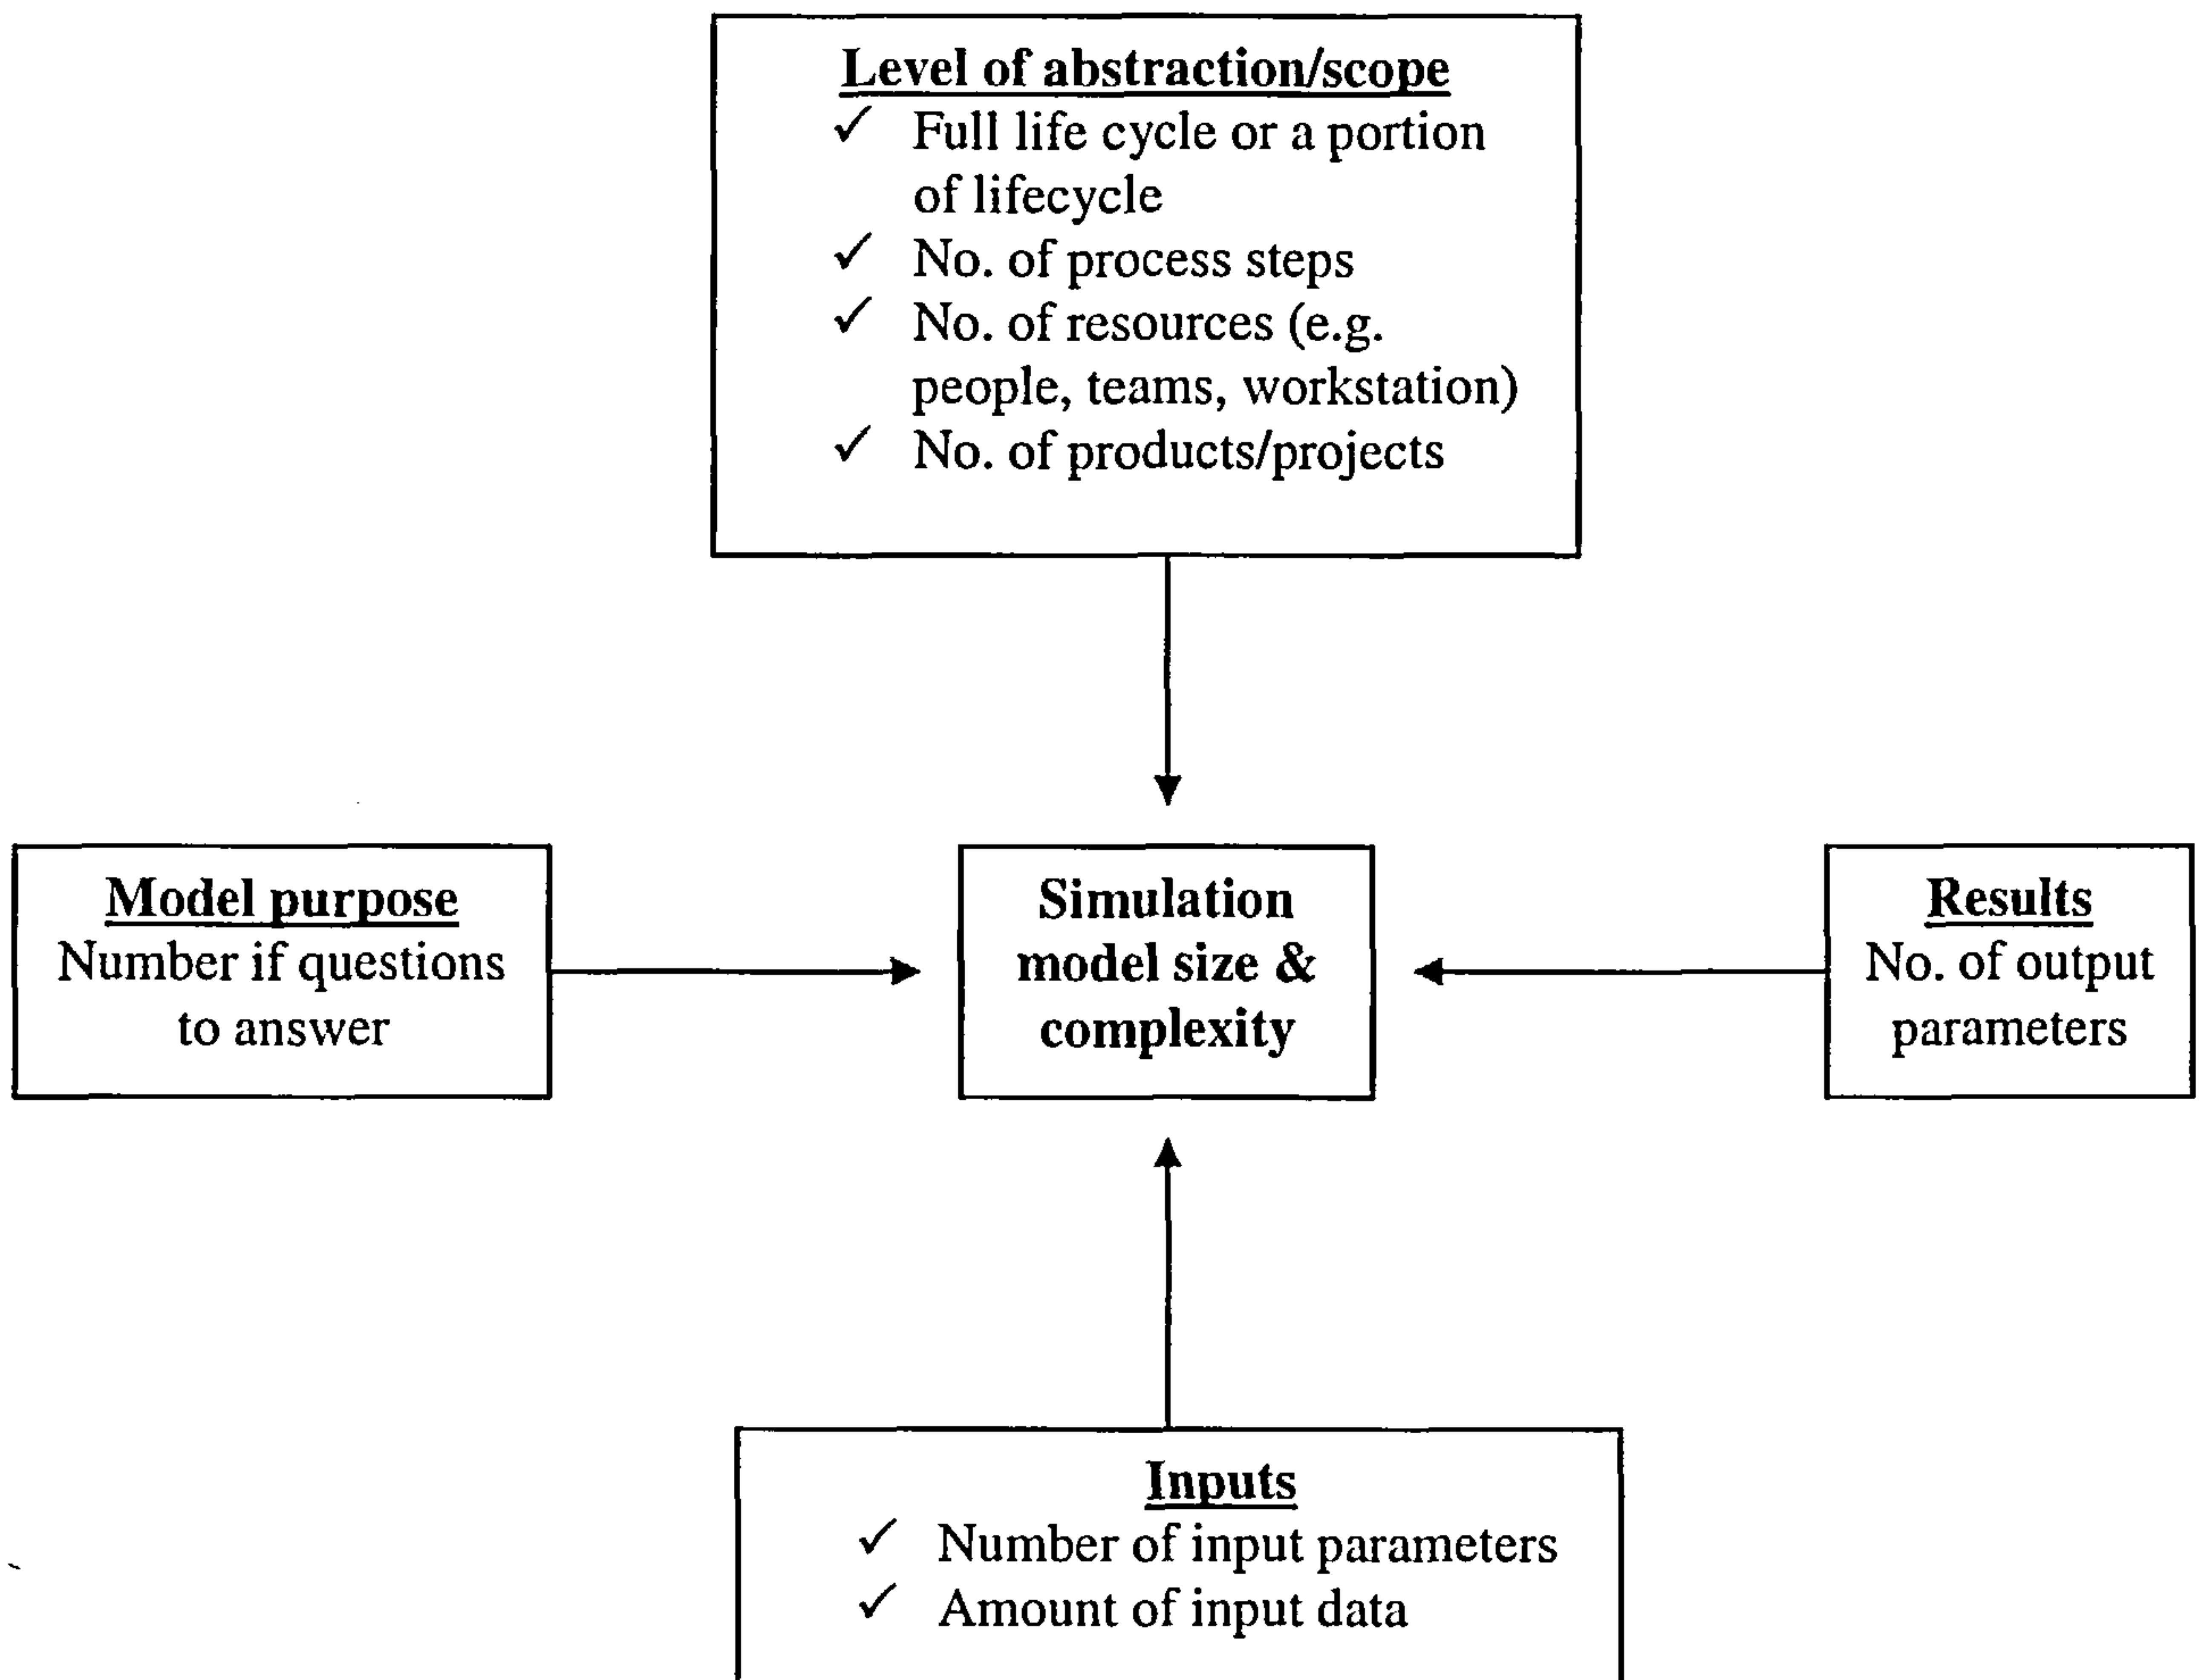 Level of abstraction/scope
✓ Full life cycle or a portion
of lifecycle
✓ No. of process steps
✓ No. of resources (e.g.
people, teams, workstation)
✓ No. of products/projects
Model purpose
Number if questions
to answer
Simulation
model size &
complexity
Results
No. of output
parameters
Inputs
✓ Number of input parameters
✓ Amount of input data